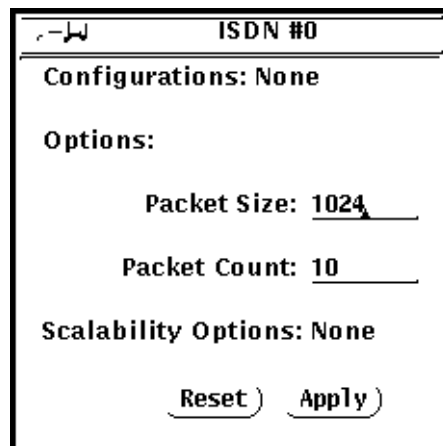 ISDN #0
Configurations: None
Options:
Packet Size: 1024
Packet Count: 10
Scalability Options: None
Reset Apply